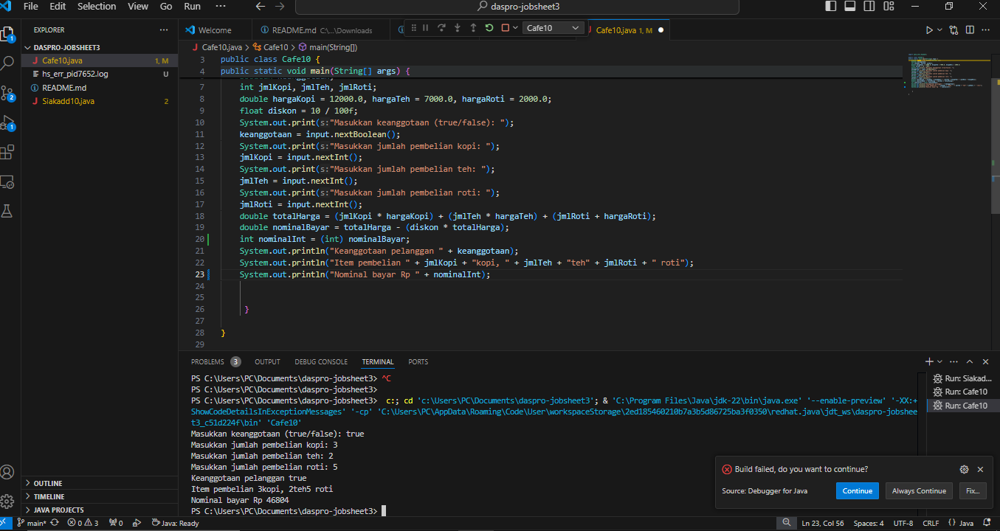 File Edit Selection View Go Run ··· daspro-jobsheet3
EXPLORER ···
DASPRO-JOBSHEET3
Cafe10.java 1, M
hs_err_pid7652.log U
README.md
Siakadd10.java 2
OUTLINE
TIMELINE
JAVA PROJECTS
1
2
1
Welcome README.md C:\...\Downloads Cafe10 Cafe10.java 1, M
Cafe10.java > Cafe10 > main(String[])
3 public class Cafe10 {
4 public static void main(String[] args) {
7 int jmlKopi, jmlTeh, jmlRoti;
8 double hargaKopi = 12000.0, hargaTeh = 7000.0, hargaRoti = 2000.0;
9 float diskon = 10 / 100f;
10 System.out.print(s:"Masukkan keanggotaan (true/false): ");
11 keanggotaan = input.nextBoolean();
12 System.out.print(s:"Masukkan jumlah pembelian kopi: ");
13 jmlKopi = input.nextInt();
14 System.out.print(s:"Masukkan jumlah pembelian teh: ");
15 jmlTeh = input.nextInt();
16 System.out.print(s:"Masukkan jumlah pembelian roti: ");
17 jmlRoti = input.nextInt();
18 double totalHarga = (jmlKopi * hargaKopi) + (jmlTeh * hargaTeh) + (jmlRoti + hargaRoti);
19 double nominalBayar = totalHarga - (diskon * totalHarga);
20 int nominalInt = (int) nominalBayar;
21 System.out.println("Keanggotaan pelanggan " + keanggotaan);
22 System.out.println("Item pembelian " + jmlKopi + "kopi, " + jmlTeh + "teh" + jmlRoti + " roti");
23 System.out.println("Nominal bayar Rp " + nominalInt);
24
25
26 }
27
28 }
29
PROBLEMS 3 OUTPUT DEBUG CONSOLE TERMINAL PORTS
PS C:\Users\PC\Documents\daspro-jobsheet3> ^C
PS C:\Users\PC\Documents\daspro-jobsheet3>
PS C:\Users\PC\Documents\daspro-jobsheet3> c:; cd 'c:\Users\PC\Documents\daspro-jobsheet3'; & 'C:\Program Files\Java\jdk-22\bin\java.exe' '--enable-preview' '-XX:+
ShowCodeDetailsInExceptionMessages' '-cp' 'C:\Users\PC\AppData\Roaming\Code\User\workspaceStorage\2ed185460210b7a3b5d86725ba3f0350\redhat.java\jdt_ws\daspro-jobshee
t3_c51d224f\bin' 'Cafe10'
Masukkan keanggotaan (true/false): true
Masukkan jumlah pembelian kopi: 3
Masukkan jumlah pembelian teh: 2
Masukkan jumlah pembelian roti: 5
Keanggotaan pelanggan true
Item pembelian 3kopi, 2teh5 roti
Nominal bayar Rp 46804
PS C:\Users\PC\Documents\daspro-jobsheet3>
Run: Siakad...
Run: Cafe10
Run: Cafe10
Build failed, do you want to continue?
Source: Debugger for Java Continue Always Continue Fix...
main* 0 3 0 Java: Ready Ln 23, Col 56 Spaces: 4 UTF-8 CRLF {} Java